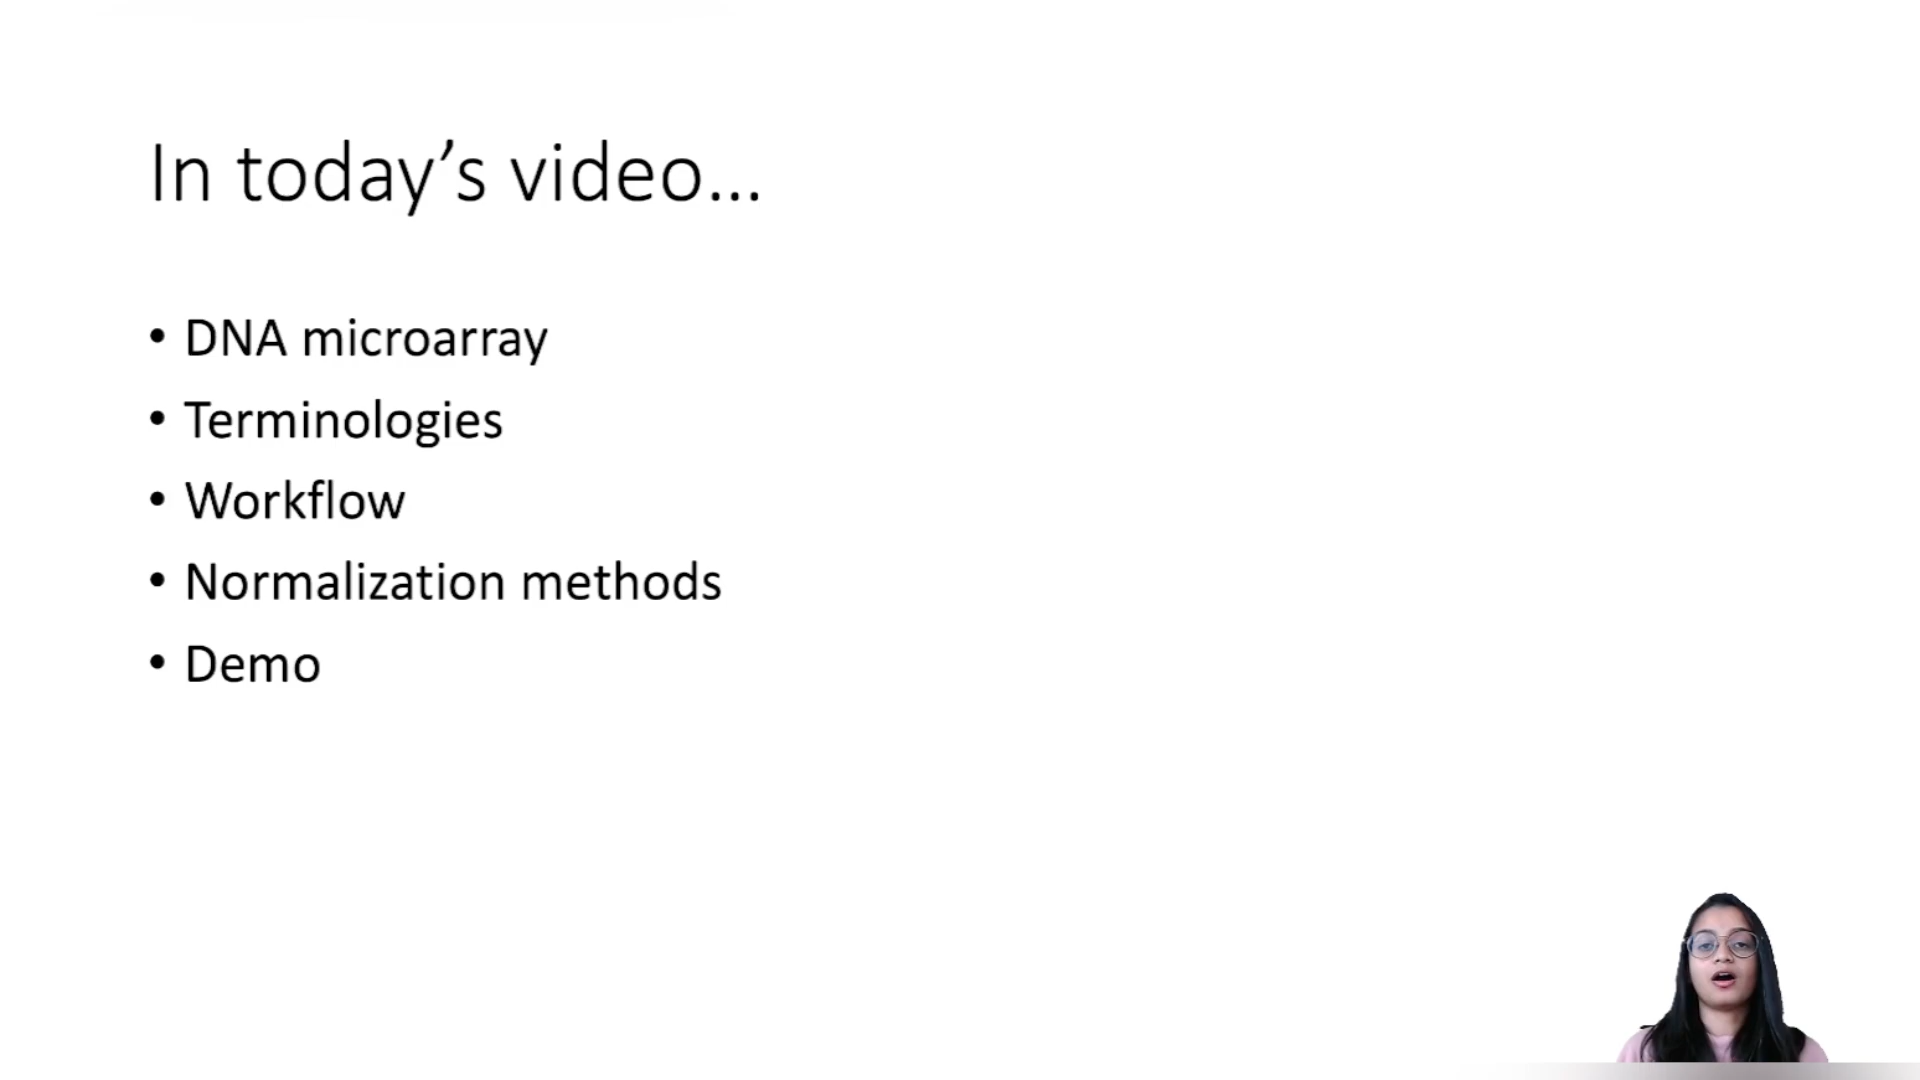 In today’s video…
• DNA microarray
• Terminologies
• Workflow
• Normalization methods
• Demo